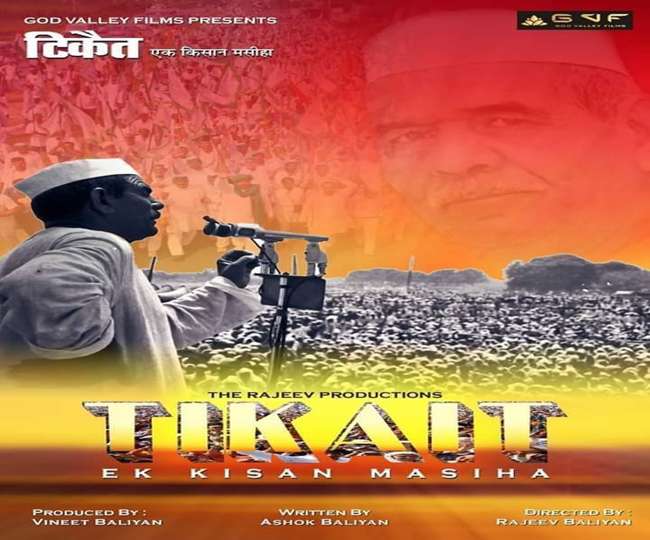 GOD VALLEY FILMS PRESENTS
GVF
GOD VALLEY FILMS
टिकैत एक किसान मसीहा
THE RAJEEV PRODUCTIONS
TIKAIT
EK KISAN MASIHA
PRODUCED BY :
VINEET BALIYAN
WRITTEN BY
ASHOK BALIYAN
DIRECTED BY :
RAJEEV BALIYAN